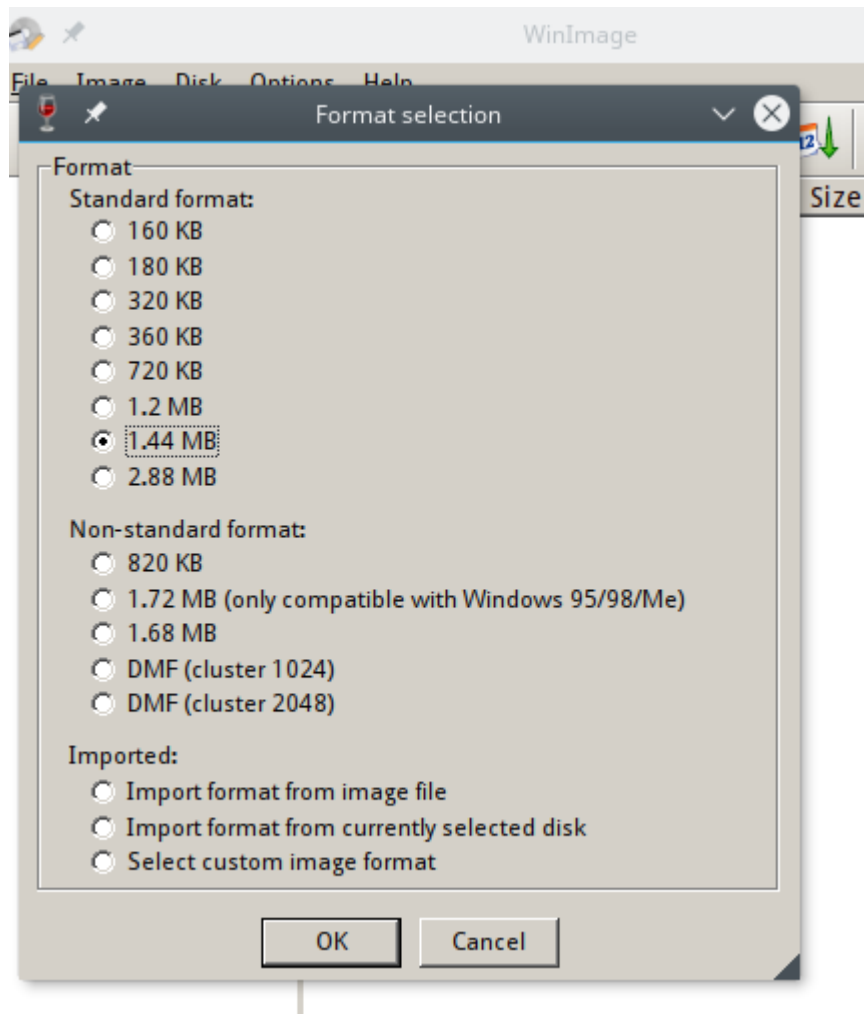 WinImage
File Image Disk Options Help
Format selection
12
Size
Format
Standard format:
160 KB
180 KB
320 KB
360 KB
720 KB
1.2 MB
1.44 MB
2.88 MB
Non-standard format:
820 KB
1.72 MB (only compatible with Windows 95/98/Me)
1.68 MB
DMF (cluster 1024)
DMF (cluster 2048)
Imported:
Import format from image file
Import format from currently selected disk
Select custom image format
OK Cancel